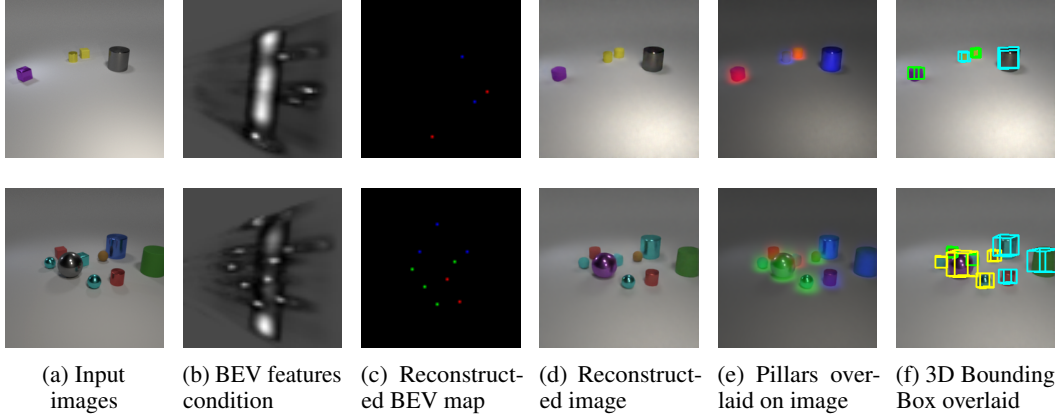 (a) Input
images
(b) BEV features
condition
(c) Reconstruct-
ed BEV map
(d) Reconstruct-
ed image
(e) Pillars over-
laid on image
(f) 3D Bounding
Box overlaid